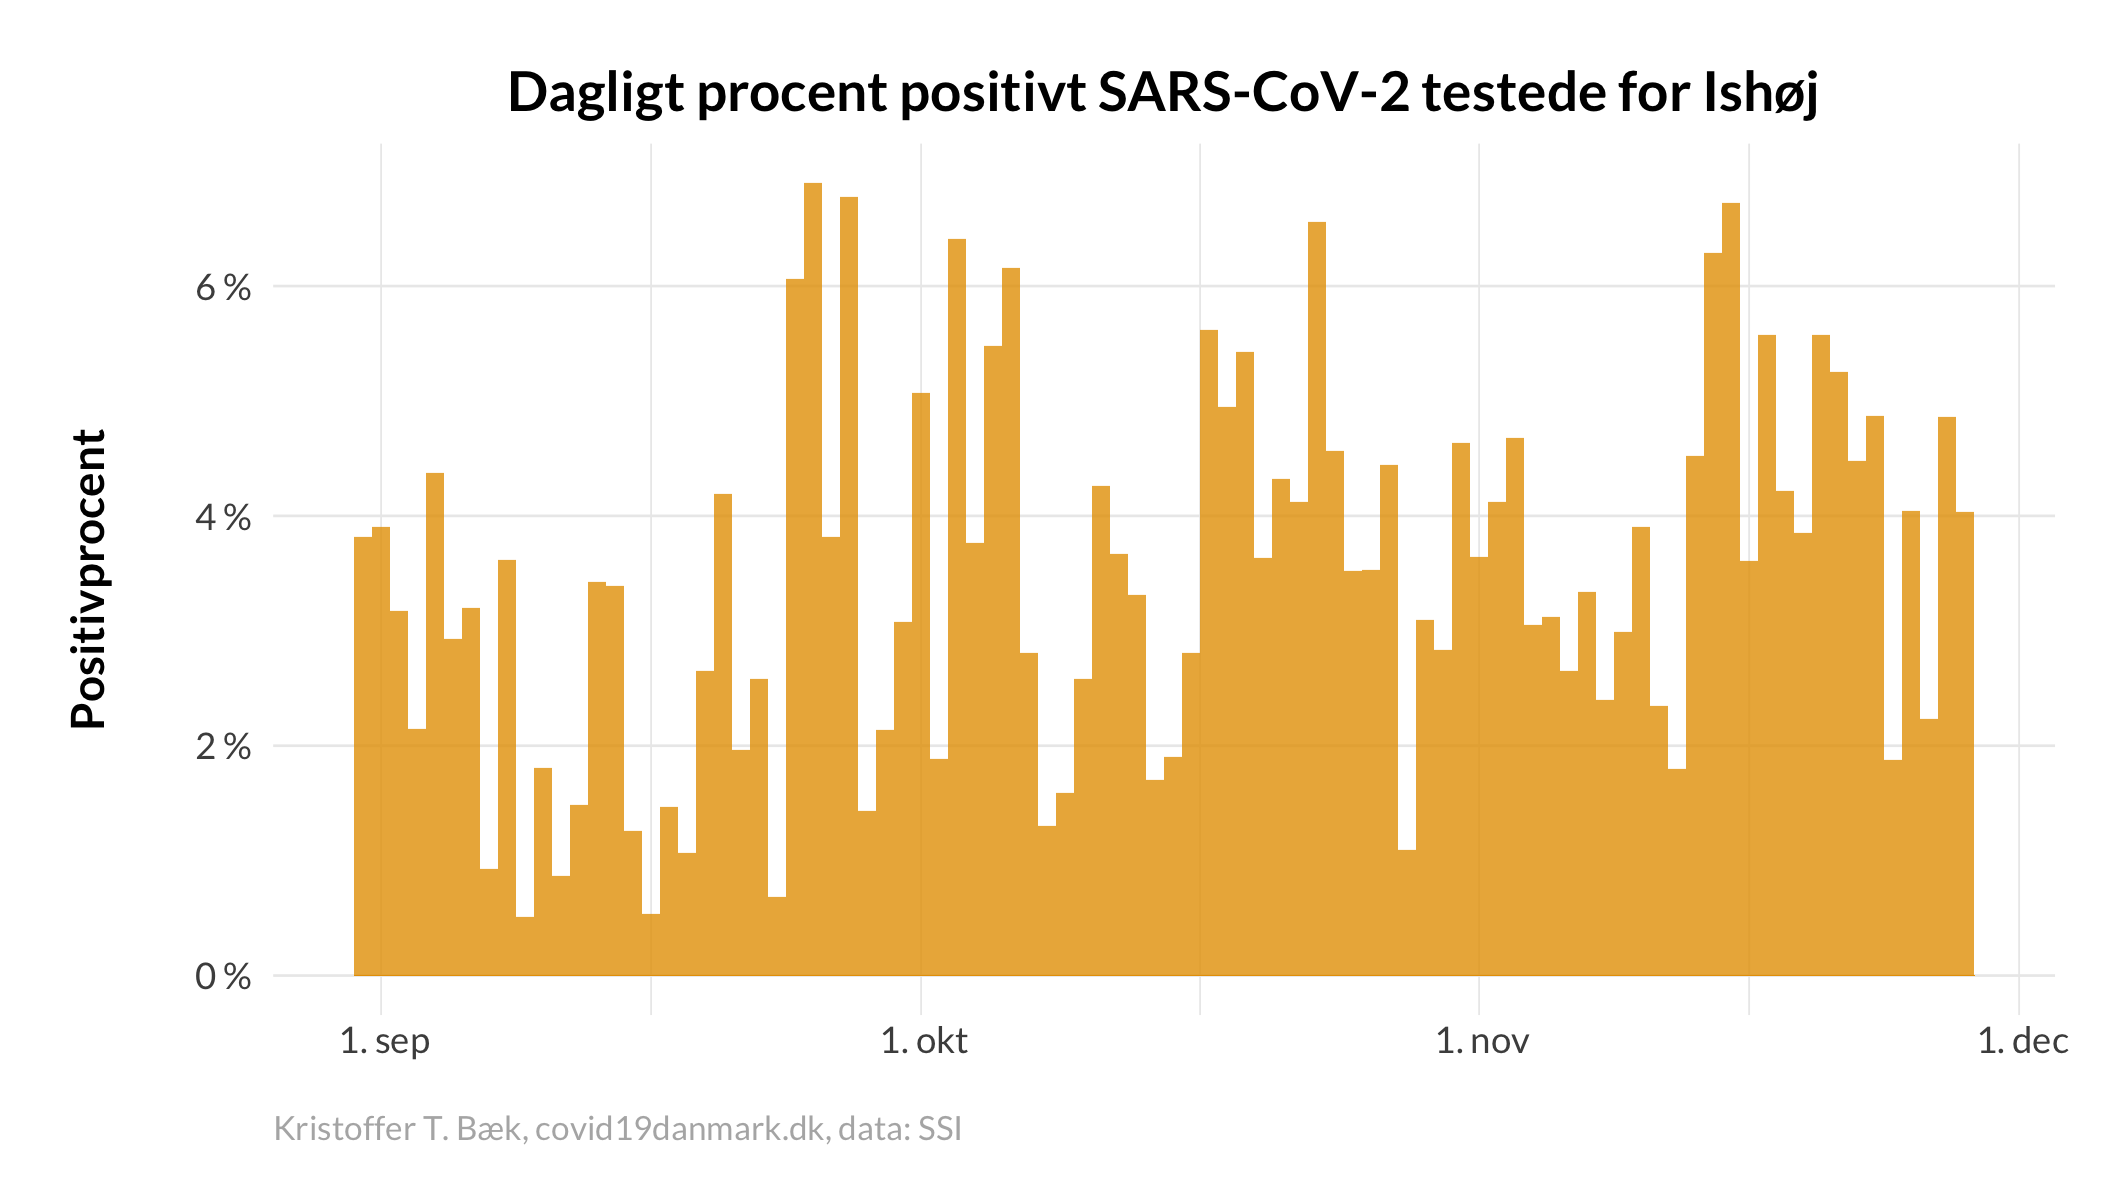 Dagligt procent positivt SARS-CoV-2 testede for Ishøj
Positivprocent
6 %
4 %
2 %
0 %
1. sep
1. okt
1. nov
1. dec
Kristoffer T. Bæk, covid19danmark.dk, data: SSI